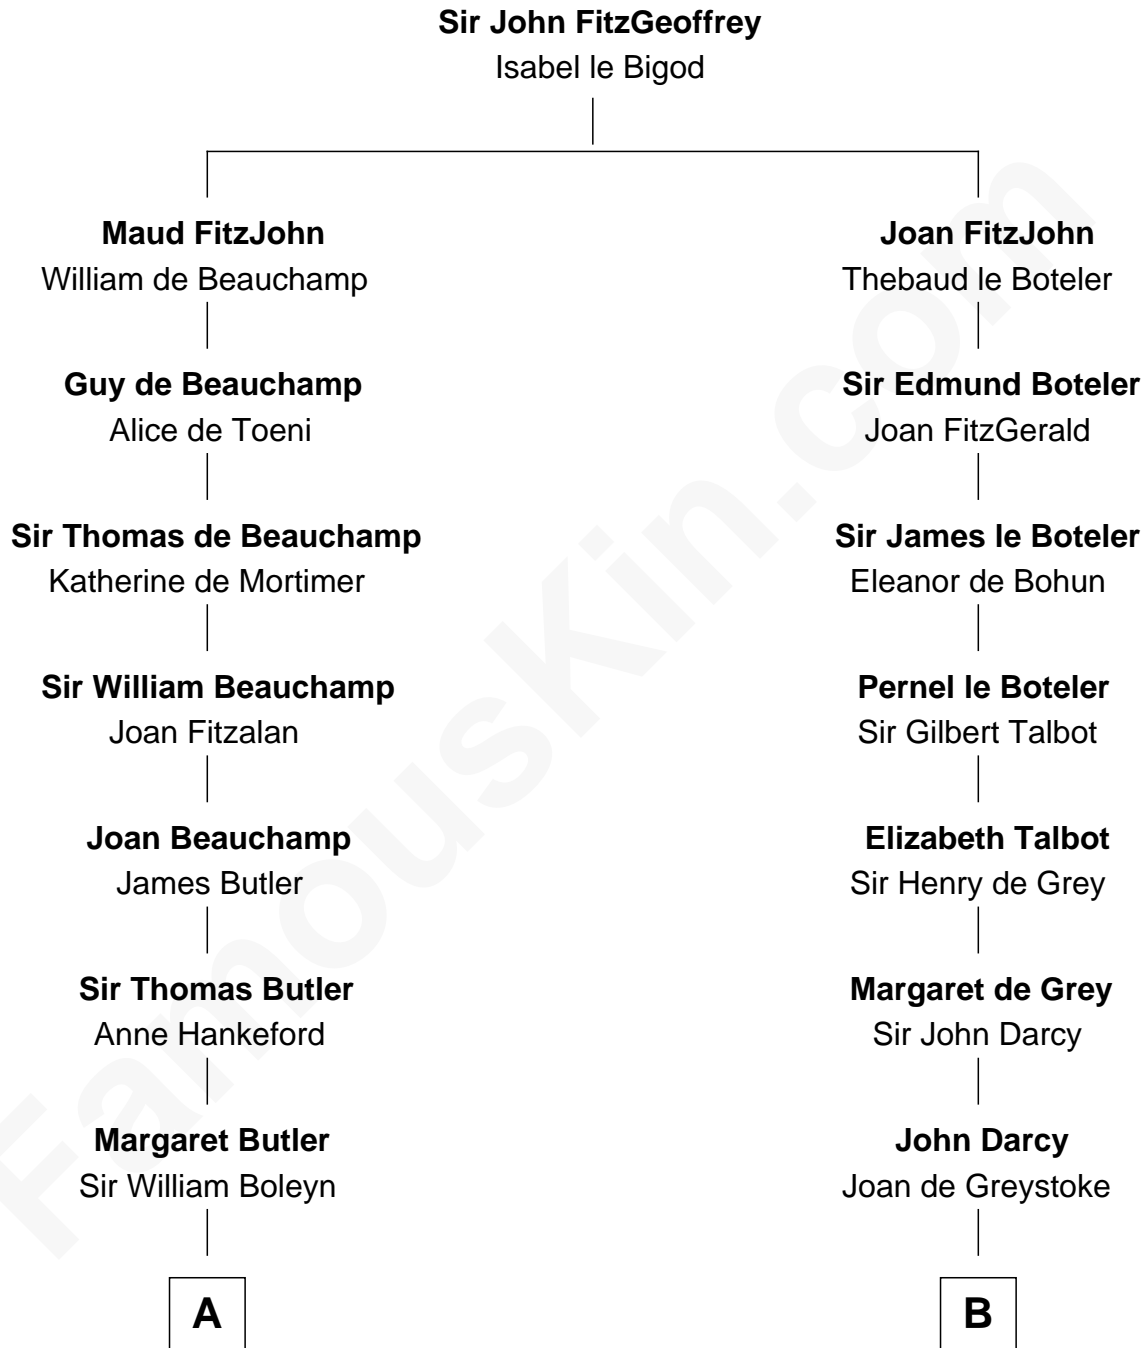 Sir John FitzGeoffrey
Isabel le Bigod
Maud FitzJohn
William de Beauchamp
Joan FitzJohn
Thebaud le Boteler
Guy de Beauchamp
Alice de Toeni
Sir Edmund Boteler
Joan FitzGerald
Sir Thomas de Beauchamp
Katherine de Mortimer
Sir James le Boteler
Eleanor de Bohun
Sir William Beauchamp
Joan Fitzalan
Pernel le Boteler
Sir Gilbert Talbot
Joan Beauchamp
James Butler
Elizabeth Talbot
Sir Henry de Grey
Sir Thomas Butler
Anne Hankeford
Margaret de Grey
Sir John Darcy
Margaret Butler
Sir William Boleyn
John Darcy
Joan de Greystoke
A
B
FamousKin.com